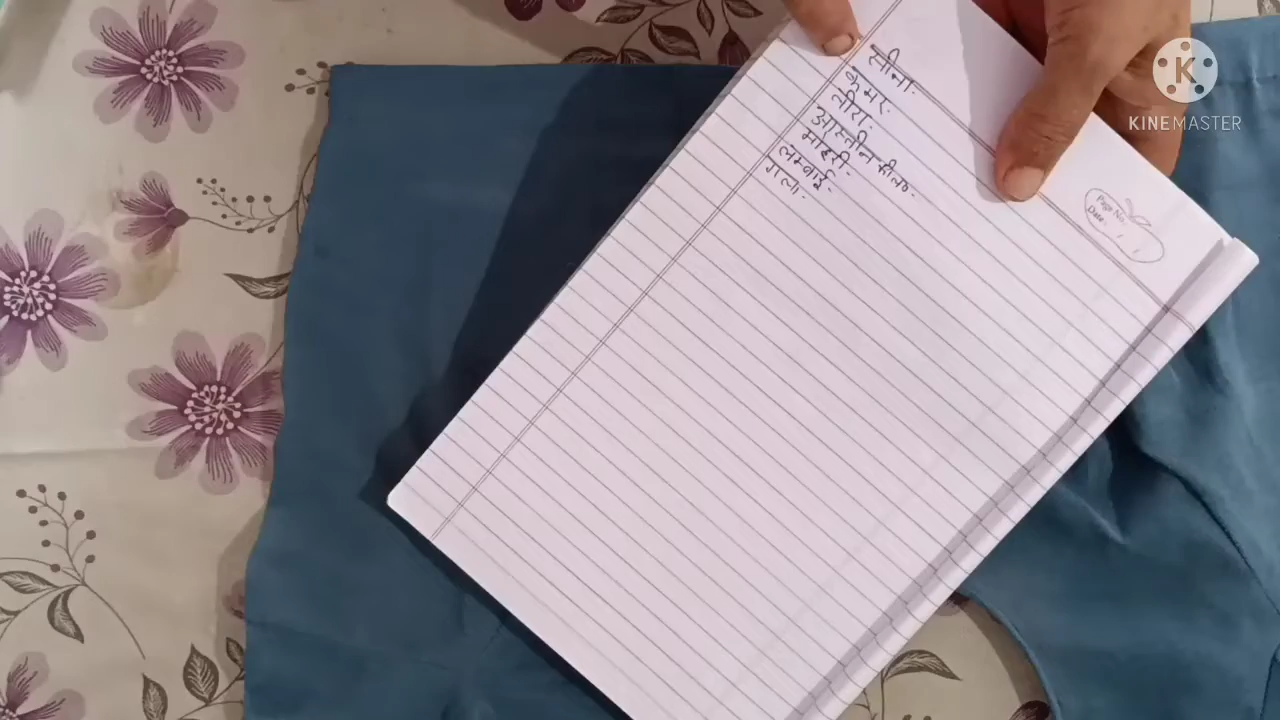 सीना.
कमर.
तीरा.
आस्तीन
मोहरी.
लम्बाई.
गला.
Page No.
Date
K
KINEMASTER